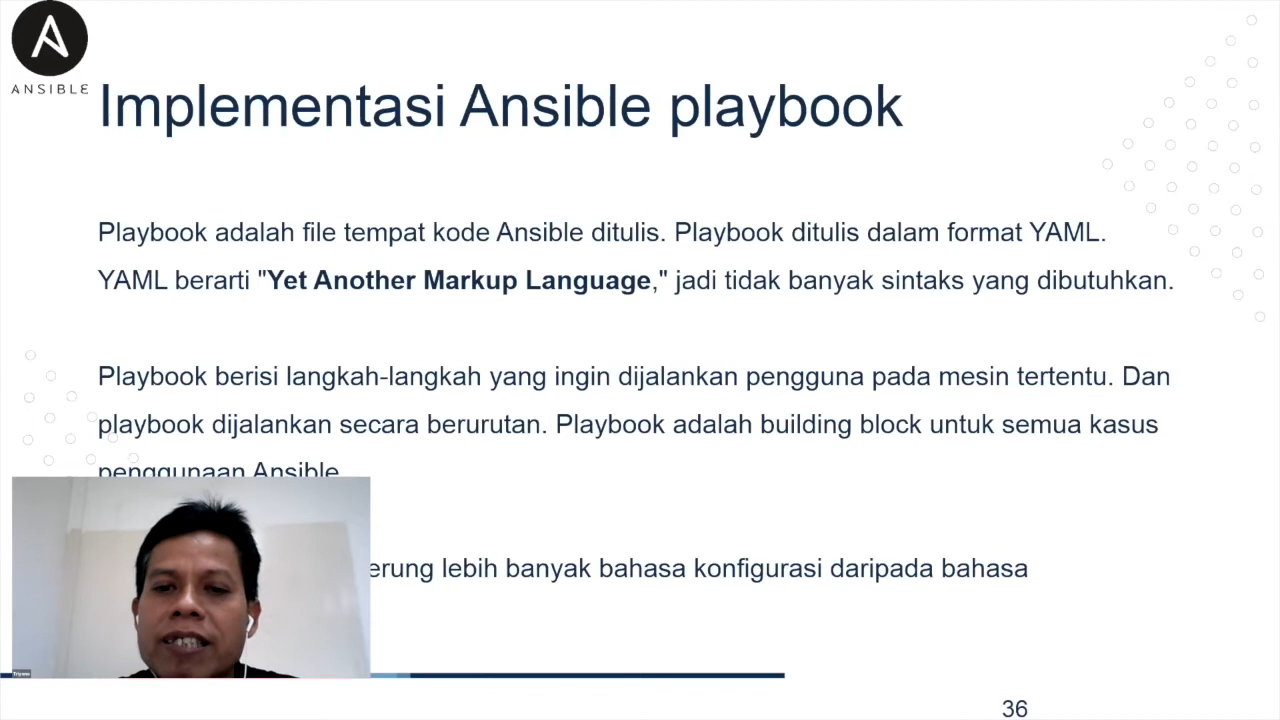 ANSIBLE
Implementasi Ansible playbook
Playbook adalah file tempat kode Ansible ditulis. Playbook ditulis dalam format YAML.
YAML berarti "Yet Another Markup Language," jadi tidak banyak sintaks yang dibutuhkan.
Playbook berisi langkah-langkah yang ingin dijalankan pengguna pada mesin tertentu. Dan
playbook dijalankan secara berurutan. Playbook adalah building block untuk semua kasus
penggunaan Ansible.
erung lebih banyak bahasa konfigurasi daripada bahasa
Triyono
36